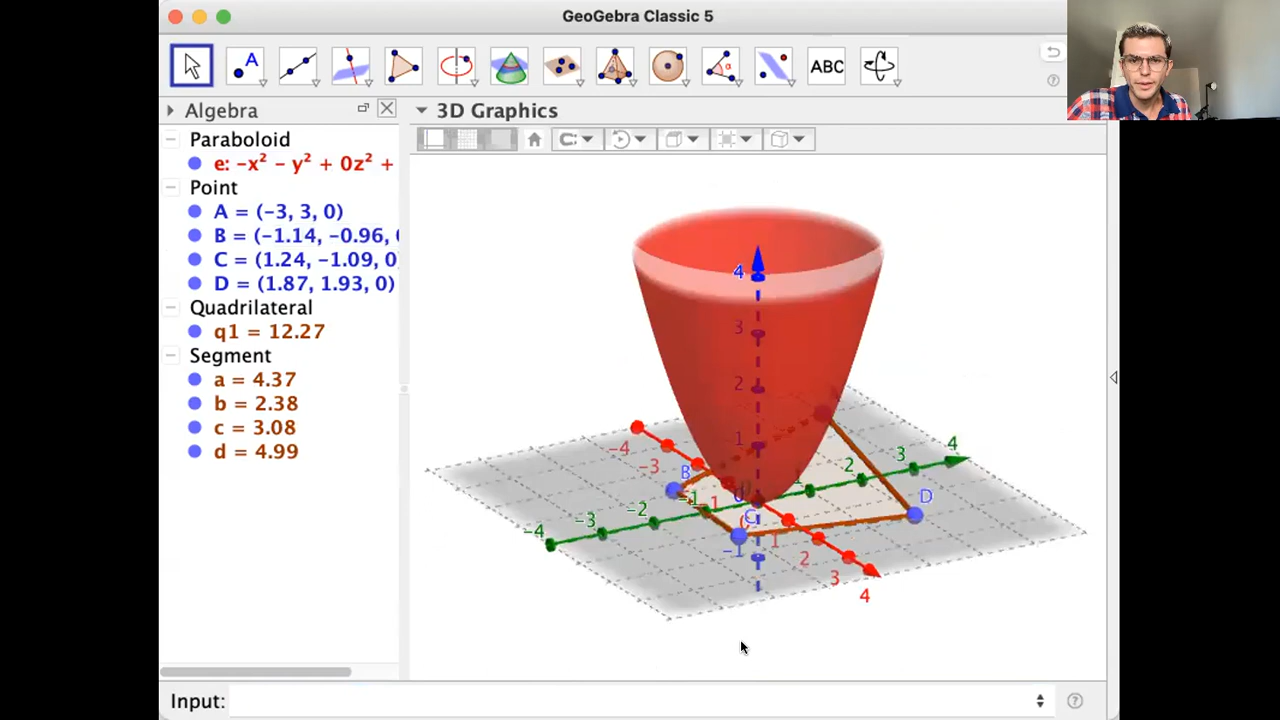 GeoGebra Classic 5
ABC
Algebra
3D Graphics
Paraboloid
e: -x² - y² + 0z² +
Point
A = (-3, 3, 0)
B = (-1.14, -0.96,
C = (1.24, -1.09, 0)
D = (1.87, 1.93, 0)
Quadrilateral
q1 = 12.27
Segment
a = 4.37
b = 2.38
c = 3.08
d = 4.99
4
3
2
1
-4
4
-3
3
B
2
1
D
-1
-1
0
-2
C
-3
-4
-1
1
2
3
4
Input: